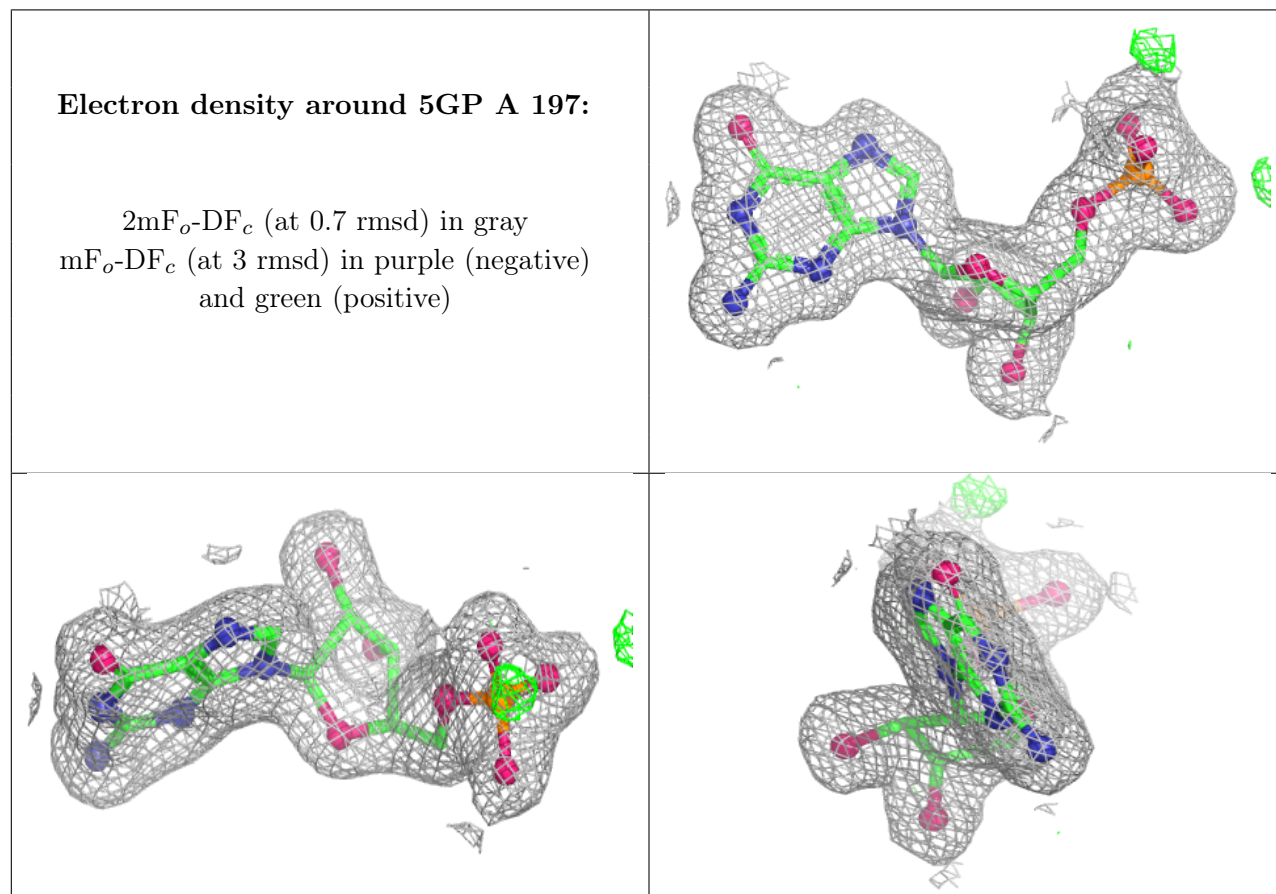 Electron density around 5GP A 197:
2mFo-DFc (at 0.7 rmsd) in gray
mFo-DFc (at 3 rmsd) in purple (negative)
and green (positive)